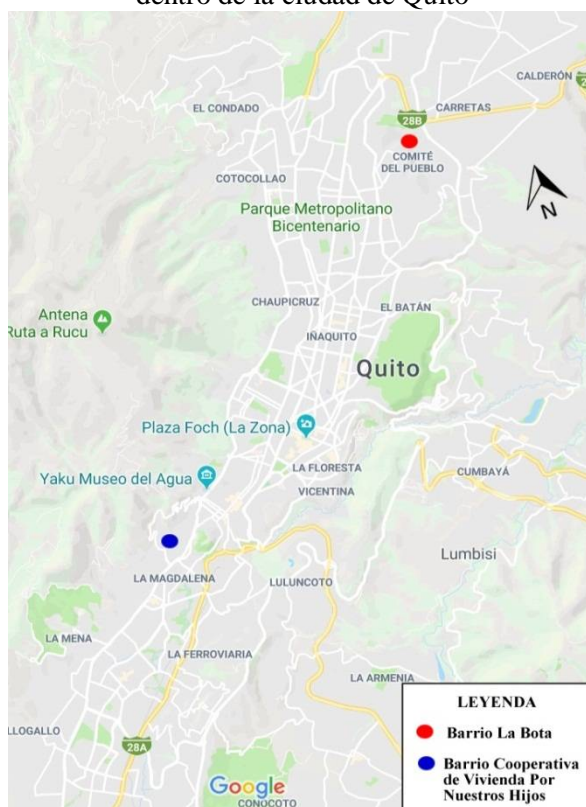 dentro de la ciudad de Quito
CALDERÓN
28B
CARRETAS
EL CONDADO
COMITÉ
DEL PUEBLO
COTOCOLLAO
N
Parque Metropolitano
Bicentenario
CHAUPICRUZ
EL BATÁN
Antena
Ruta a Rucu
IÑAQUITO
Quito
Plaza Foch (La Zona)
LA FLORESTA
CUMBAYÁ
Yaku Museo del Agua
VICENTINA
Lumbisi
LA MAGDALENA
LULUNCOTO
LA MENA
LA FERROVIARIA
LA ARMENIA
LLOGALLO
28A
Google
CONOCOTO
LEYENDA
Barrio La Bota
Barrio Cooperativa
de Vivienda Por
Nuestros Hijos